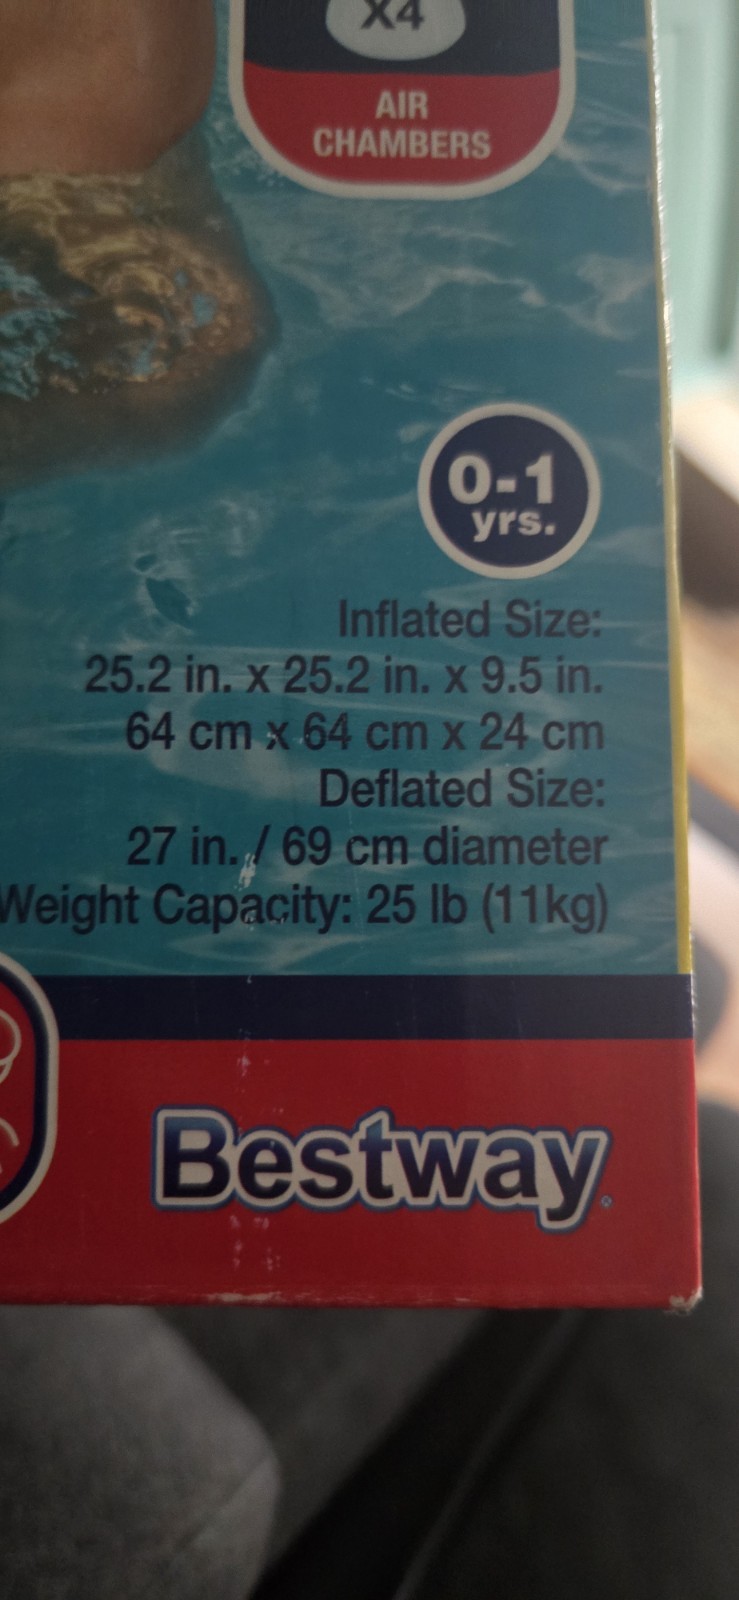 X4
AIR
CHAMBERS
0-1
yrs.
Inflated Size:
25.2 in. x 25.2 in. x 9.5 in.
64 cm x 64 cm x 24 cm
Deflated Size:
27 in. / 69 cm diameter
Weight Capacity: 25 lb (11kg)
Bestway